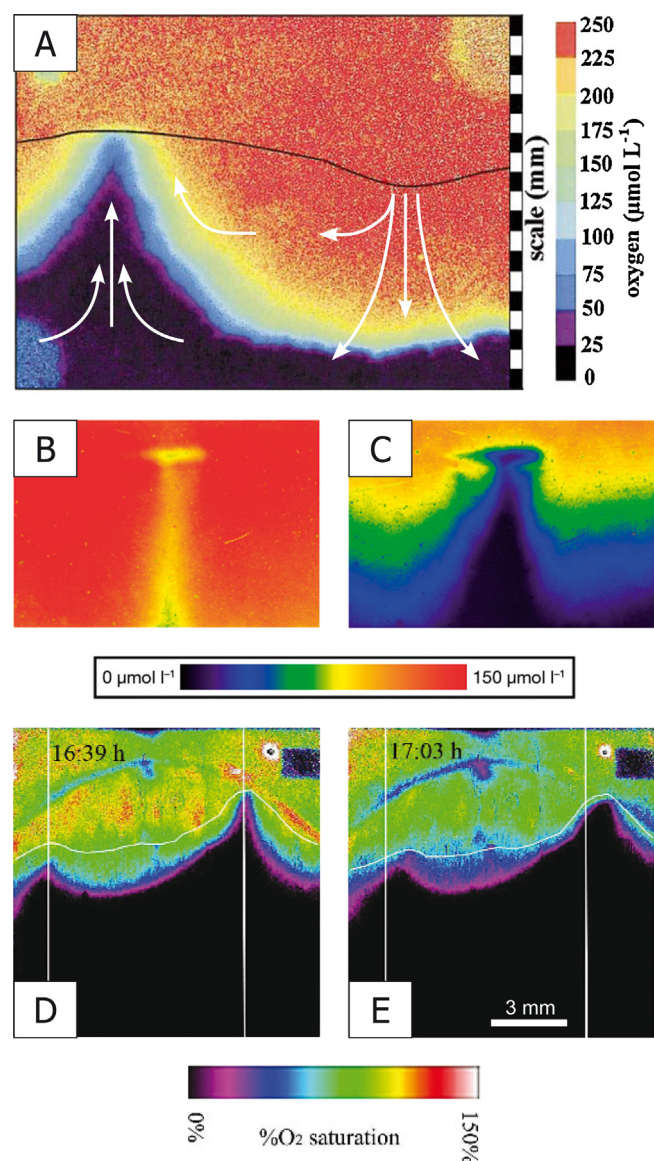 A
scale (mm)
oxygen (µmol L⁻¹)
250
225
200
175
150
125
100
75
50
25
0
B
C
0 µmol l⁻¹
150 µmol l⁻¹
16:39 h
17:03 h
D
E
3 mm
0%
%O₂ saturation
150%